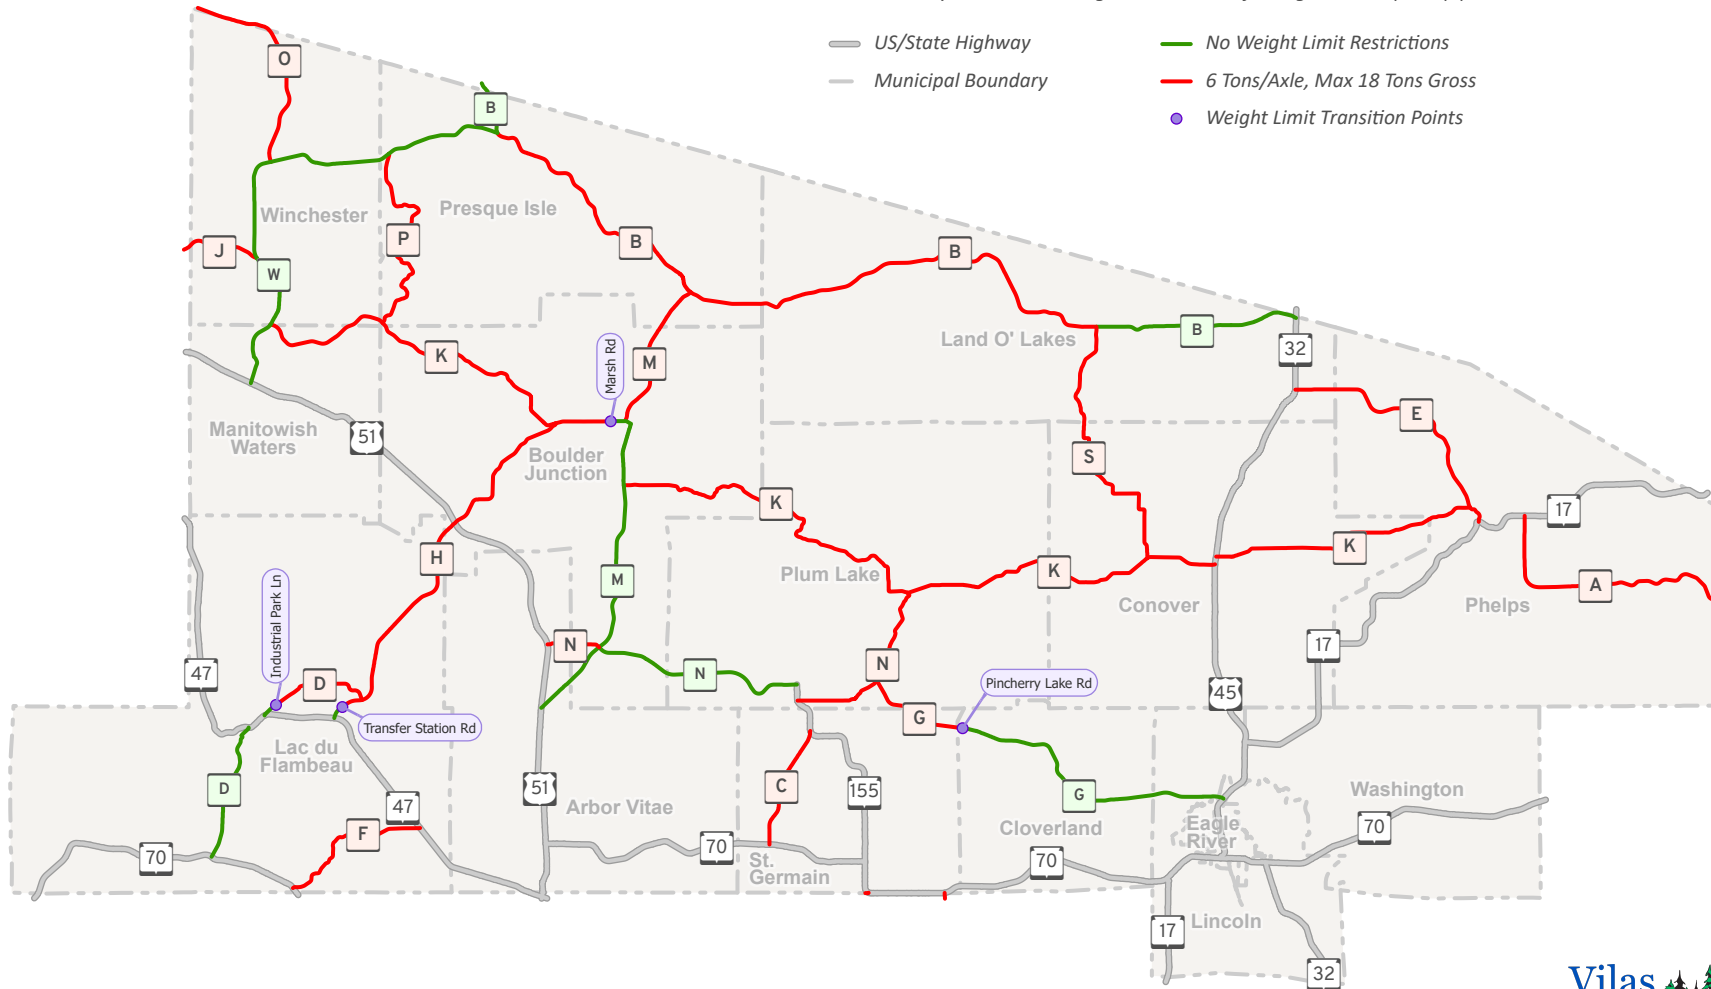 US/State Highway
Municipal Boundary
No Weight Limit Restrictions
6 Tons/Axle, Max 18 Tons Gross
Weight Limit Transition Points
O
B
Winchester
Presque Isle
P
J
B
B
W
Land O' Lakes
B
32
Marsh Rd
K
M
E
Manitowish
Waters
51
Boulder
Junction
S
K
17
H
Plum Lake
K
K
M
Conover
Phelps
A
Industrial Park Ln
N
N
N
17
47
D
Pincherry Lake Rd
45
Transfer Station Rd
G
Lac du
Flambeau
D
51
C
155
G
Washington
47
Arbor Vitae
Cloverland
Eagle
River
70
F
70
70
St.
Germain
70
17
Lincoln
32
Vilas